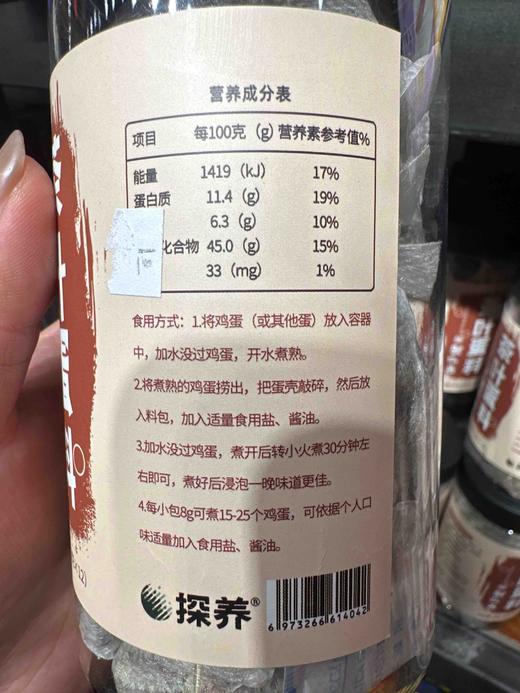 营养成分表
项目 每100克（g) 营养素参考值%
能量 1419（kJ） 17%
蛋白质 11.4（g） 19%
6.3（g） 10%
化合物 45.0（g） 15%
33（mg） 1%
食用方式：1.将鸡蛋（或其他蛋）放入容器
中，加水没过鸡蛋，开水煮熟。
2.将煮熟的鸡蛋捞出，把蛋壳敲碎，然后放
入料包，加入适量食用盐、酱油。
3.加水没过鸡蛋，煮开后转小火煮30分钟左
右即可，煮好后浸泡一晚味道更佳。
4.每小包8g可煮15-25个鸡蛋，可依据个人口
味适量加入食用盐、酱油。
探养®
6 973266 614042
茶叶蛋料